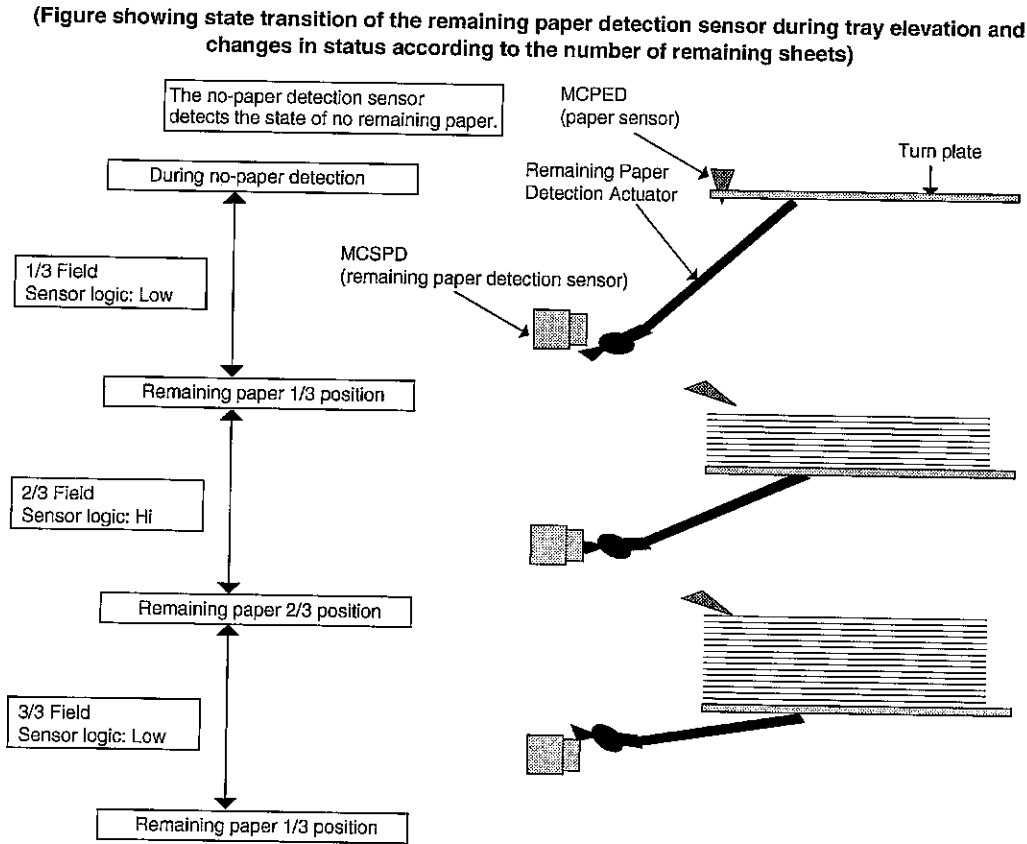 (Figure showing state transition of the remaining paper detection sensor during tray elevation and
changes in status according to the number of remaining sheets)
The no-paper detection sensor
detects the state of no remaining paper.
MCPED
(paper sensor)
During no-paper detection
Remaining Paper
Detection Actuator
Turn plate
1/3 Field
Sensor logic: Low
MCSPD
(remaining paper detection sensor)
Remaining paper 1/3 position
2/3 Field
Sensor logic: Hi
Remaining paper 2/3 position
3/3 Field
Sensor logic: Low
Remaining paper 1/3 position